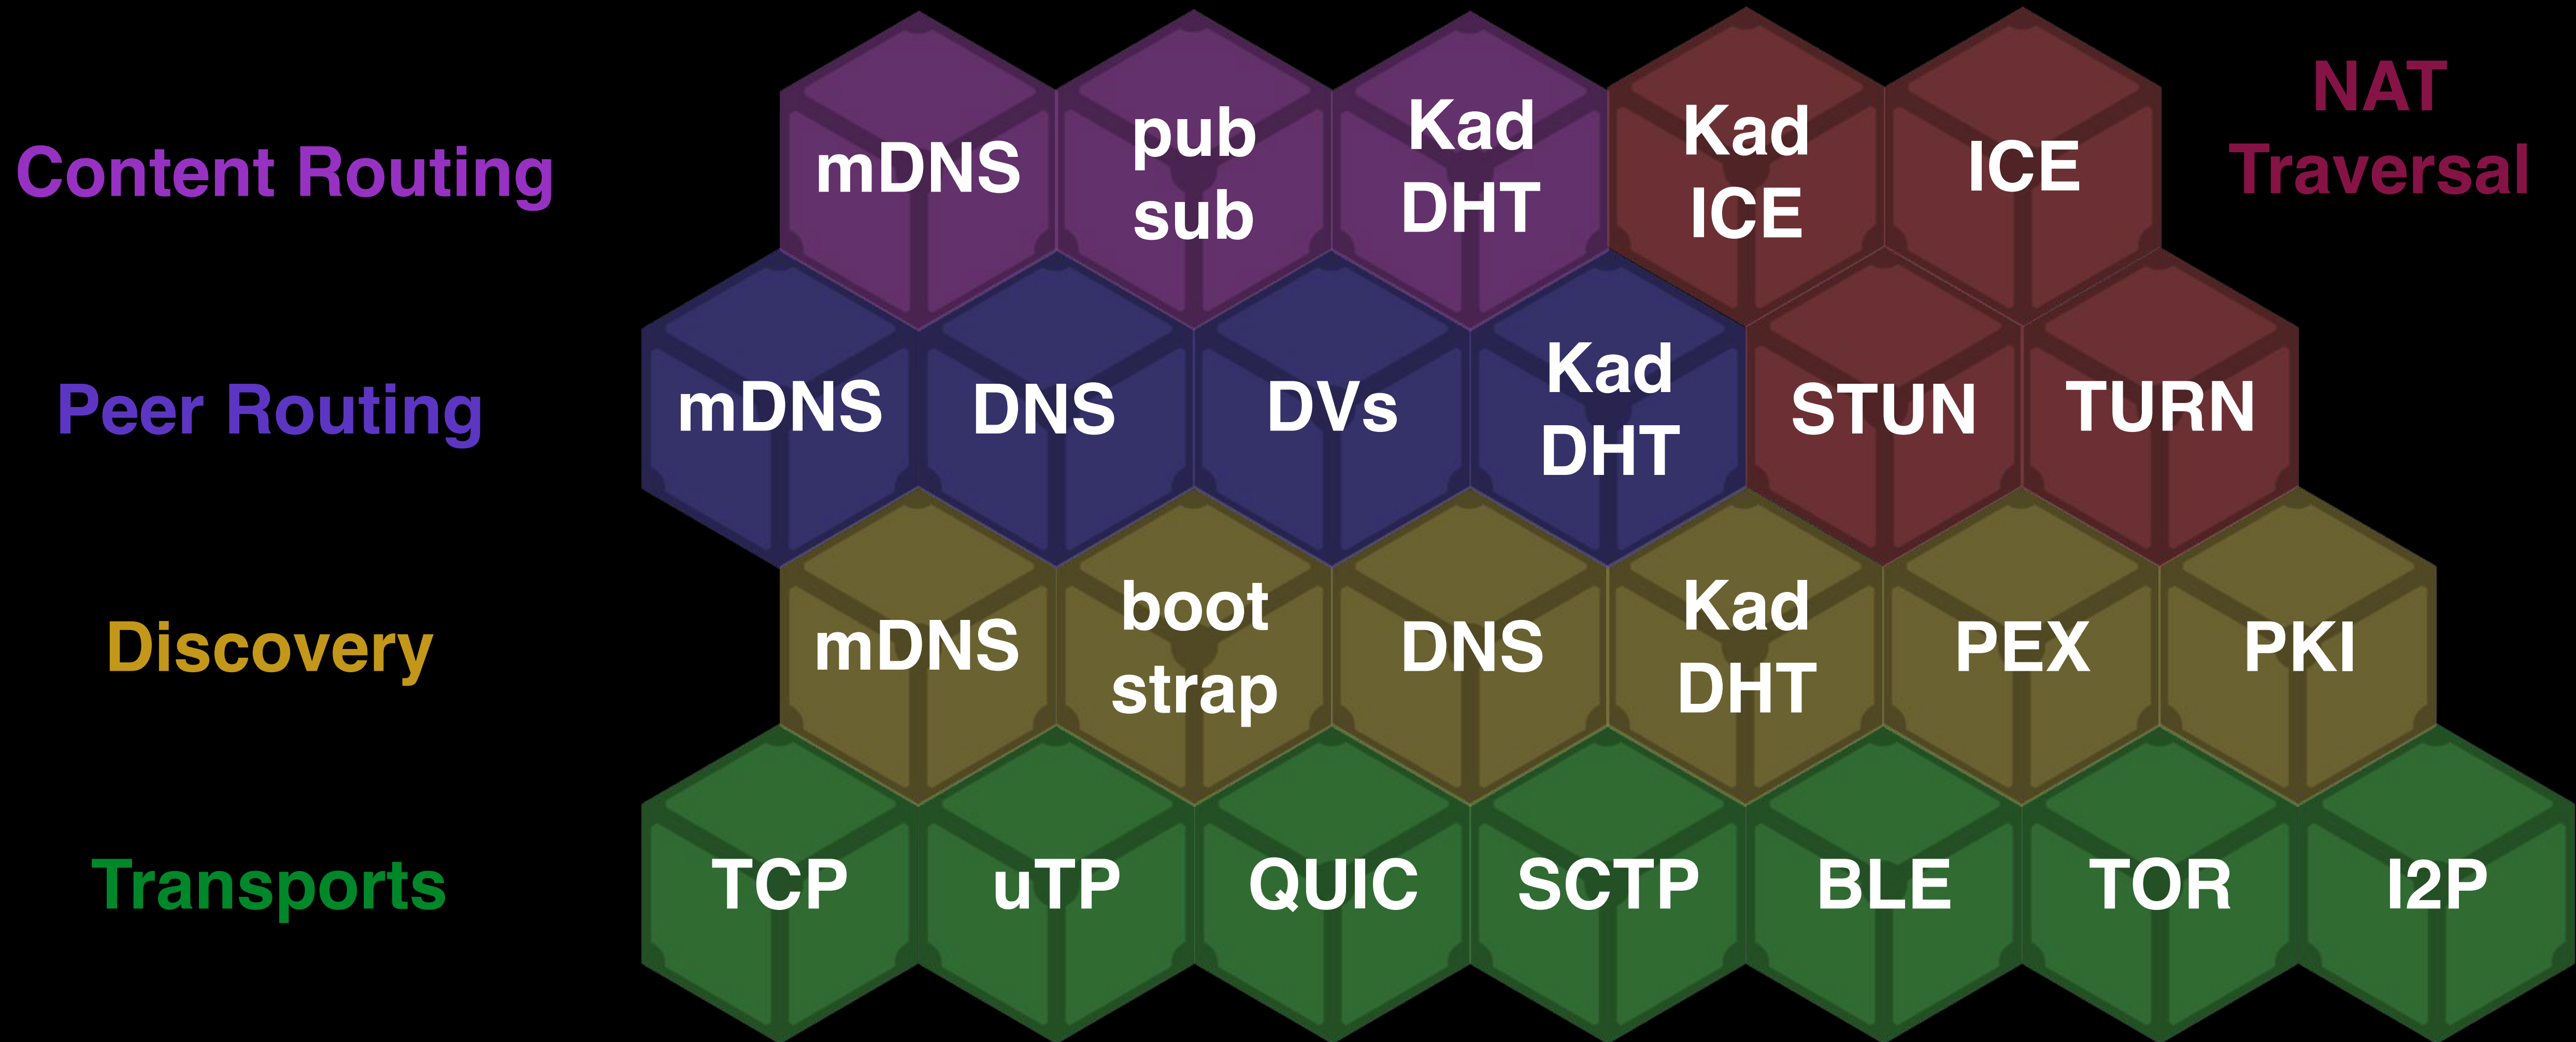 Content Routing
mDNS
pub
sub
Kad
DHT
Kad
ICE
ICE
NAT
Traversal
Peer Routing
mDNS
DNS
DVs
Kad
DHT
STUN
TURN
Discovery
mDNS
boot
strap
DNS
Kad
DHT
PEX
PKI
Transports
TCP
uTP
QUIC
SCTP
BLE
TOR
I2P